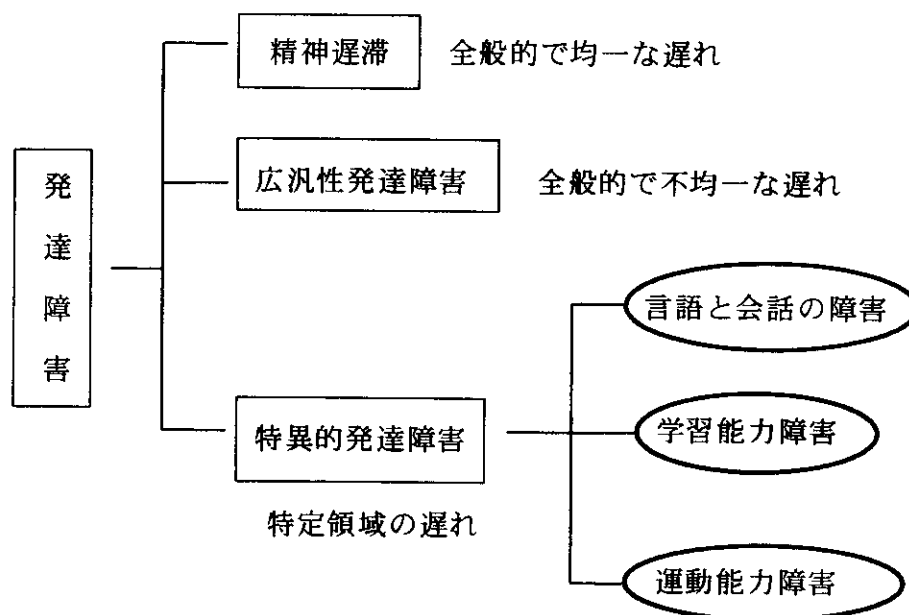 精神遅滞 全般的で均一な遅れ
広汎性発達障害 全般的で不均一な遅れ
発達障害
言語と会話の障害
特異的発達障害
学習能力障害
特定領域の遅れ
運動能力障害